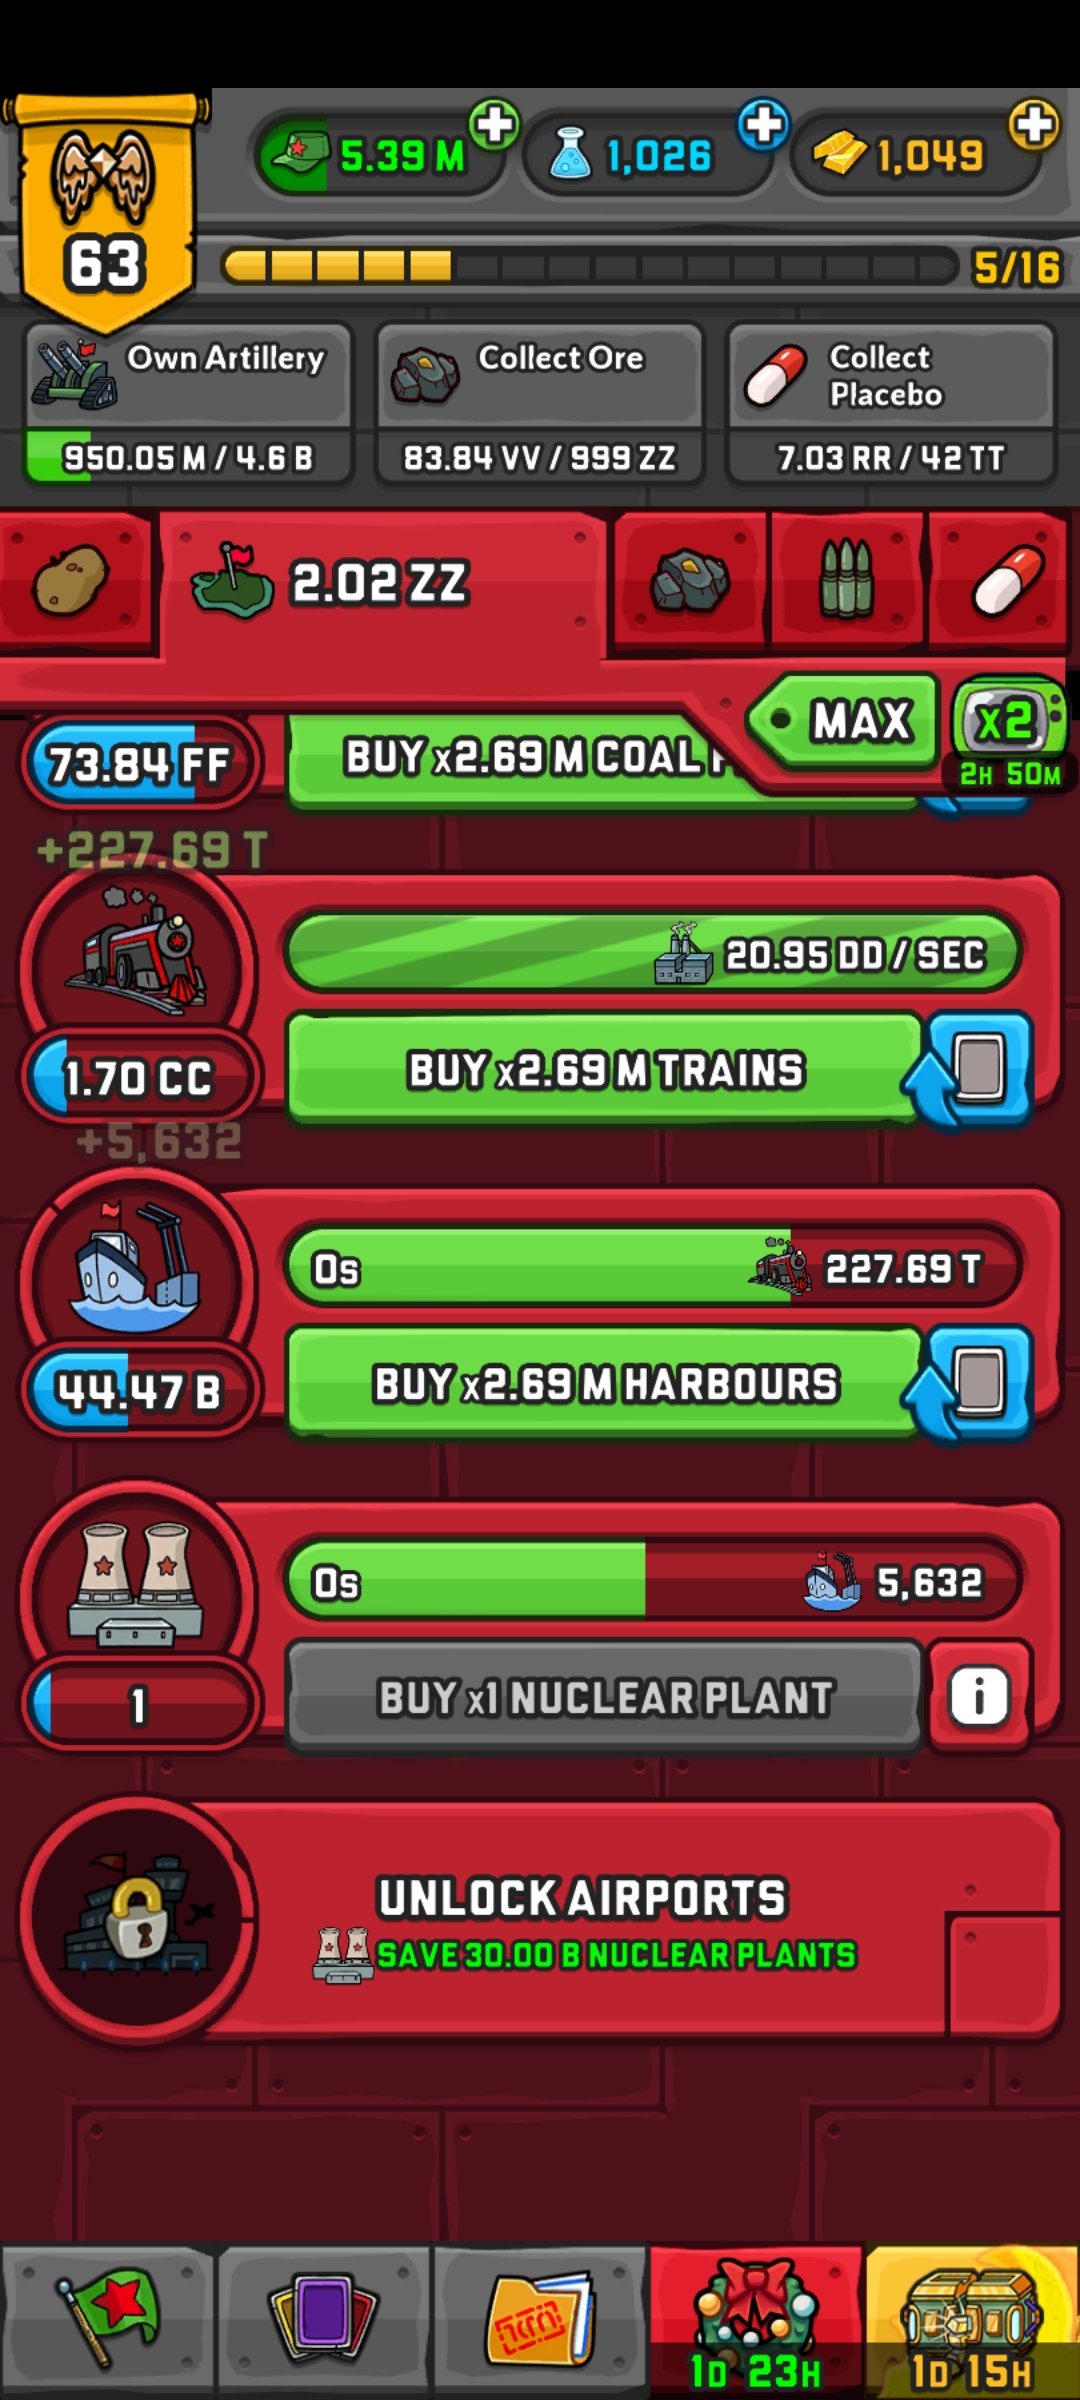 5.39 M
1,026
1,049
63
5/16
Own Artillery
950.05 M / 4.6 B
Collect Ore
83.84 VV / 999 ZZ
Collect
Placebo
7.03 RR / 42 TT
2.02 ZZ
MAX
x2
2H 50M
73.84 FF
BUY x2.69 M COAL
+227.69 T
20.95 DD / SEC
1.70 CC
BUY x2.69 M TRAINS
+5,632
0s
227.69 T
44.47 B
BUY x2.69 M HARBOURS
0s
5,632
1
BUY x1 NUCLEAR PLANT
i
UNLOCK AIRPORTS
SAVE 30.00 B NUCLEAR PLANTS
1D 23H
1D 15H